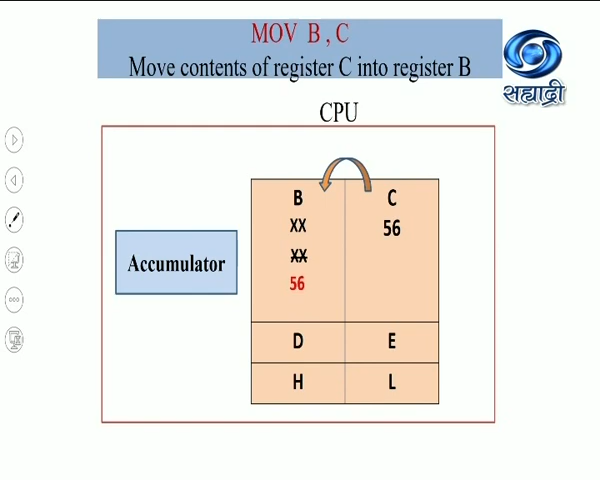 MOV B , C
Move contents of register C into register B
सह्याद्री
CPU
B C
XX 56
XX
56
Accumulator
D E
H L